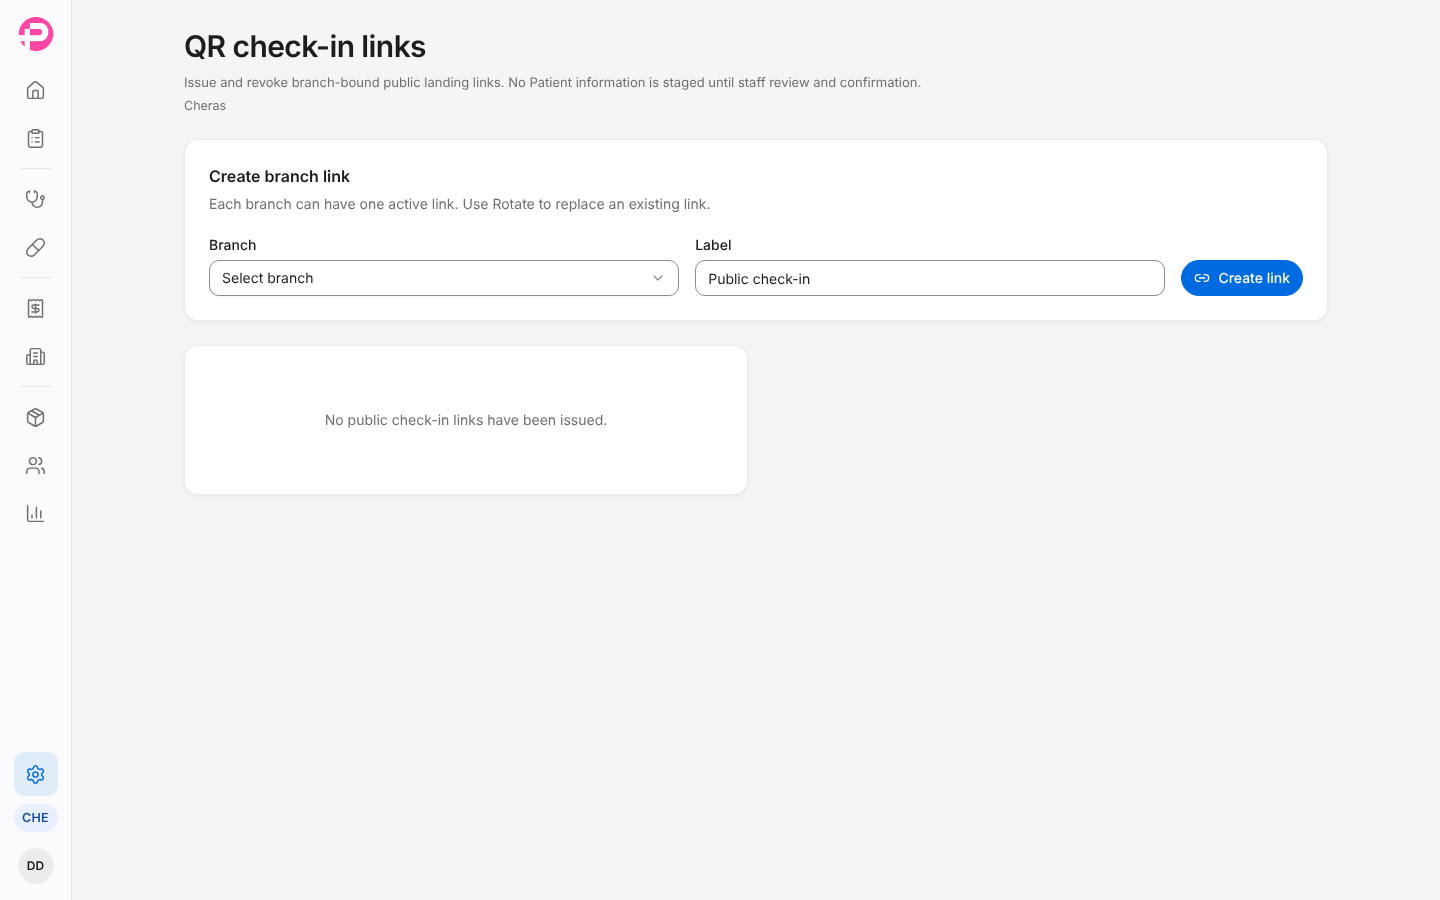 QR check-in links
Issue and revoke branch-bound public landing links. No Patient information is staged until staff review and confirmation.
Cheras
Create branch link
Each branch can have one active link. Use Rotate to replace an existing link.
Branch
Label
Select branch
Public check-in
Create link
No public check-in links have been issued.
CHE
DD